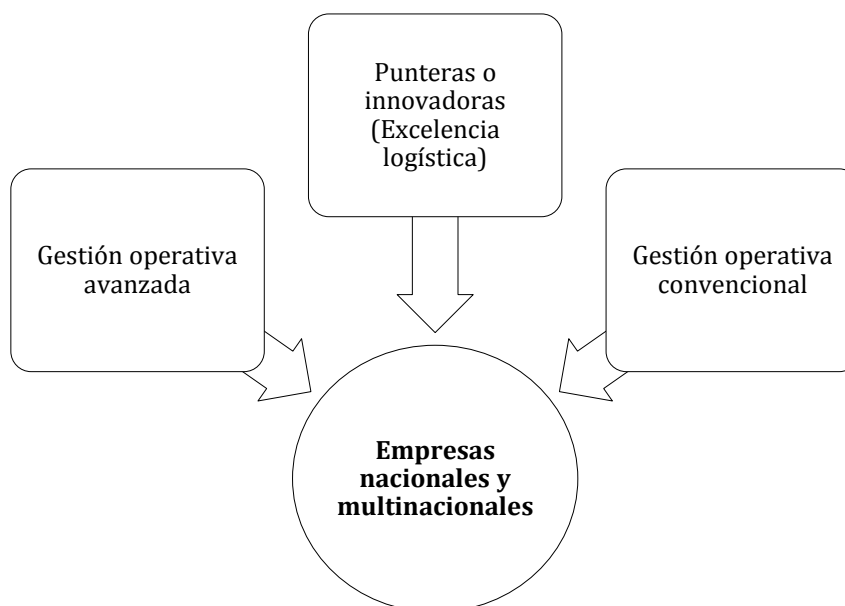 Punteras o
innovadoras
(Excelencia
logística)
Gestión operativa
avanzada
Gestión operativa
convencional
Empresas
nacionales y
multinacionales